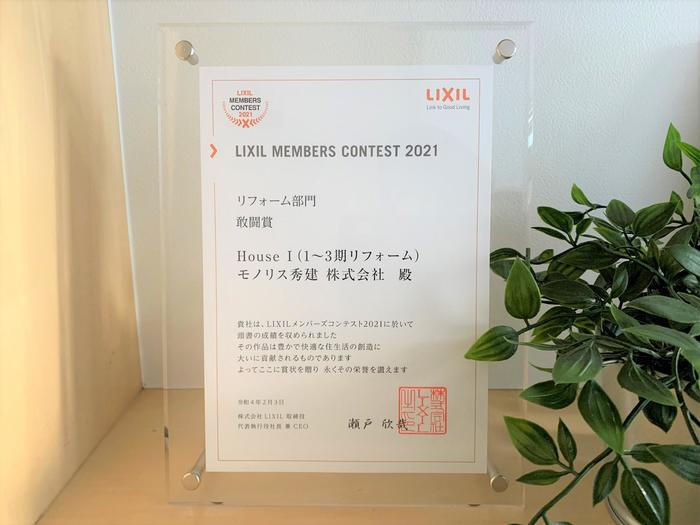 LIXIL
MEMBERS
CONTEST
2021
LIXIL
Link to Good Living
LIXIL MEMBERS CONTEST 2021
リフォーム部門
敢闘賞
House I (1〜3期リフォーム)
モノリス秀建 株式会社 殿
貴社は、LIXILメンバーズコンテスト2021に於いて
頭書の成績を収められました
その作品は豊かで快適な住生活の創造に
大いに貢献されるものであります
よってここに賞状を贈り 永くその栄誉を讃えます
令和4年2月3日
株式会社 LIXIL 取締役
代表執行役社長 兼 CEO
瀬戸 欣哉